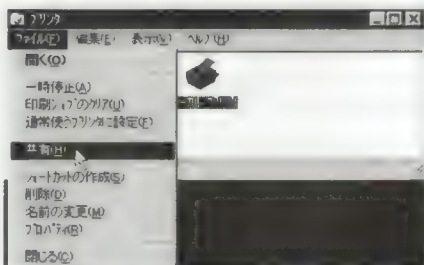 プリンタ
ファイル(F) 編集(E) 表示(V) ヘルプ(H)
開く(O)
一時停止(A)
印刷ジョブのクリア(U)
通常使うプリンタに設定(F)
共有(H)
ショートカットの作成(S)
削除(D)
名前の変更(M)
プロパティ(R)
閉じる(C)